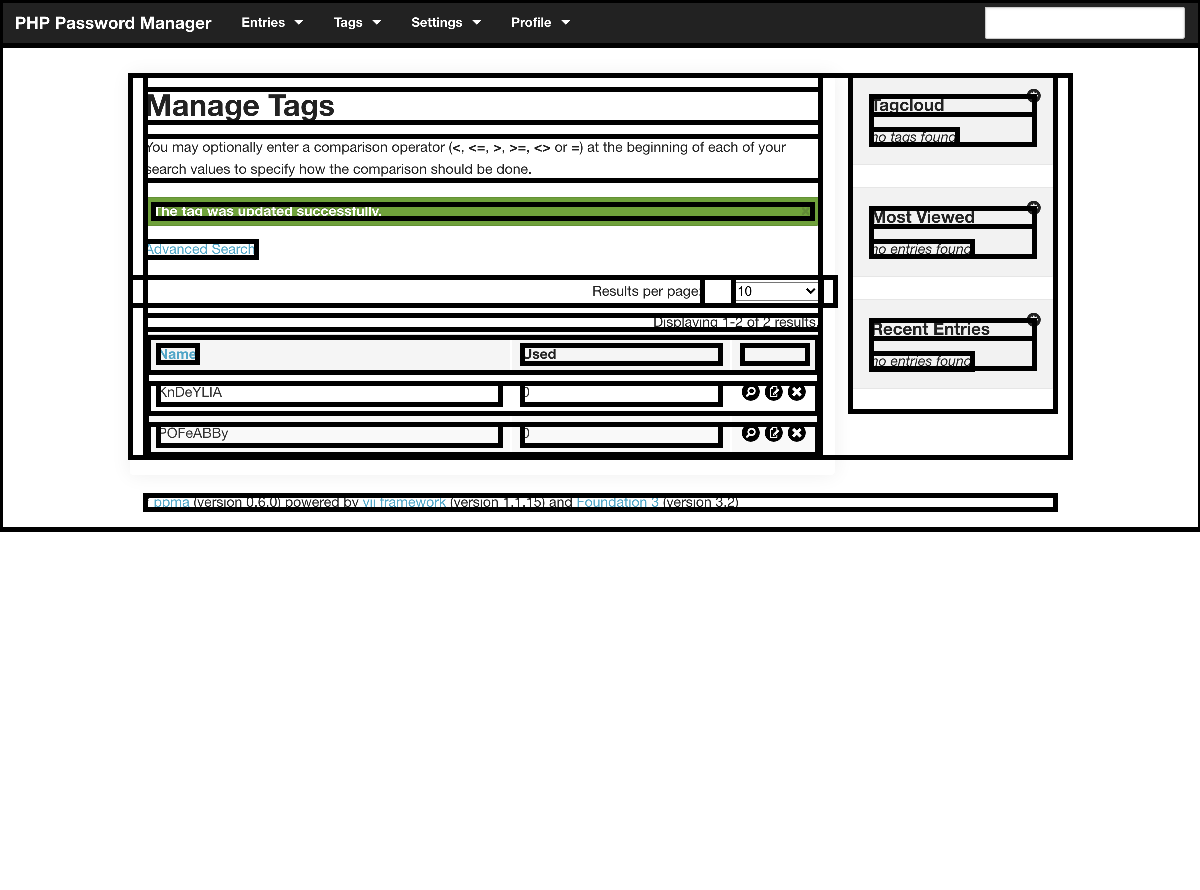 PHP Password Manager Entries Tags Settings Profile
Manage Tags
You may optionally enter a comparison operator (<, <=, >, >=, <> or =) at the beginning of each of your
search values to specify how the comparison should be done.
The tag was updated successfully.
Advanced Search
Results per page: 10
Displaying 1-2 of 2 results.
Name Used
KnDeYLIA 0
POFeABBy 0
Tagcloud
no tags found
Most Viewed
no entries found
Recent Entries
no entries found
ppma (version 0.6.0) powered by yii framework (version 1.1.15) and Foundation 3 (version 3.2)